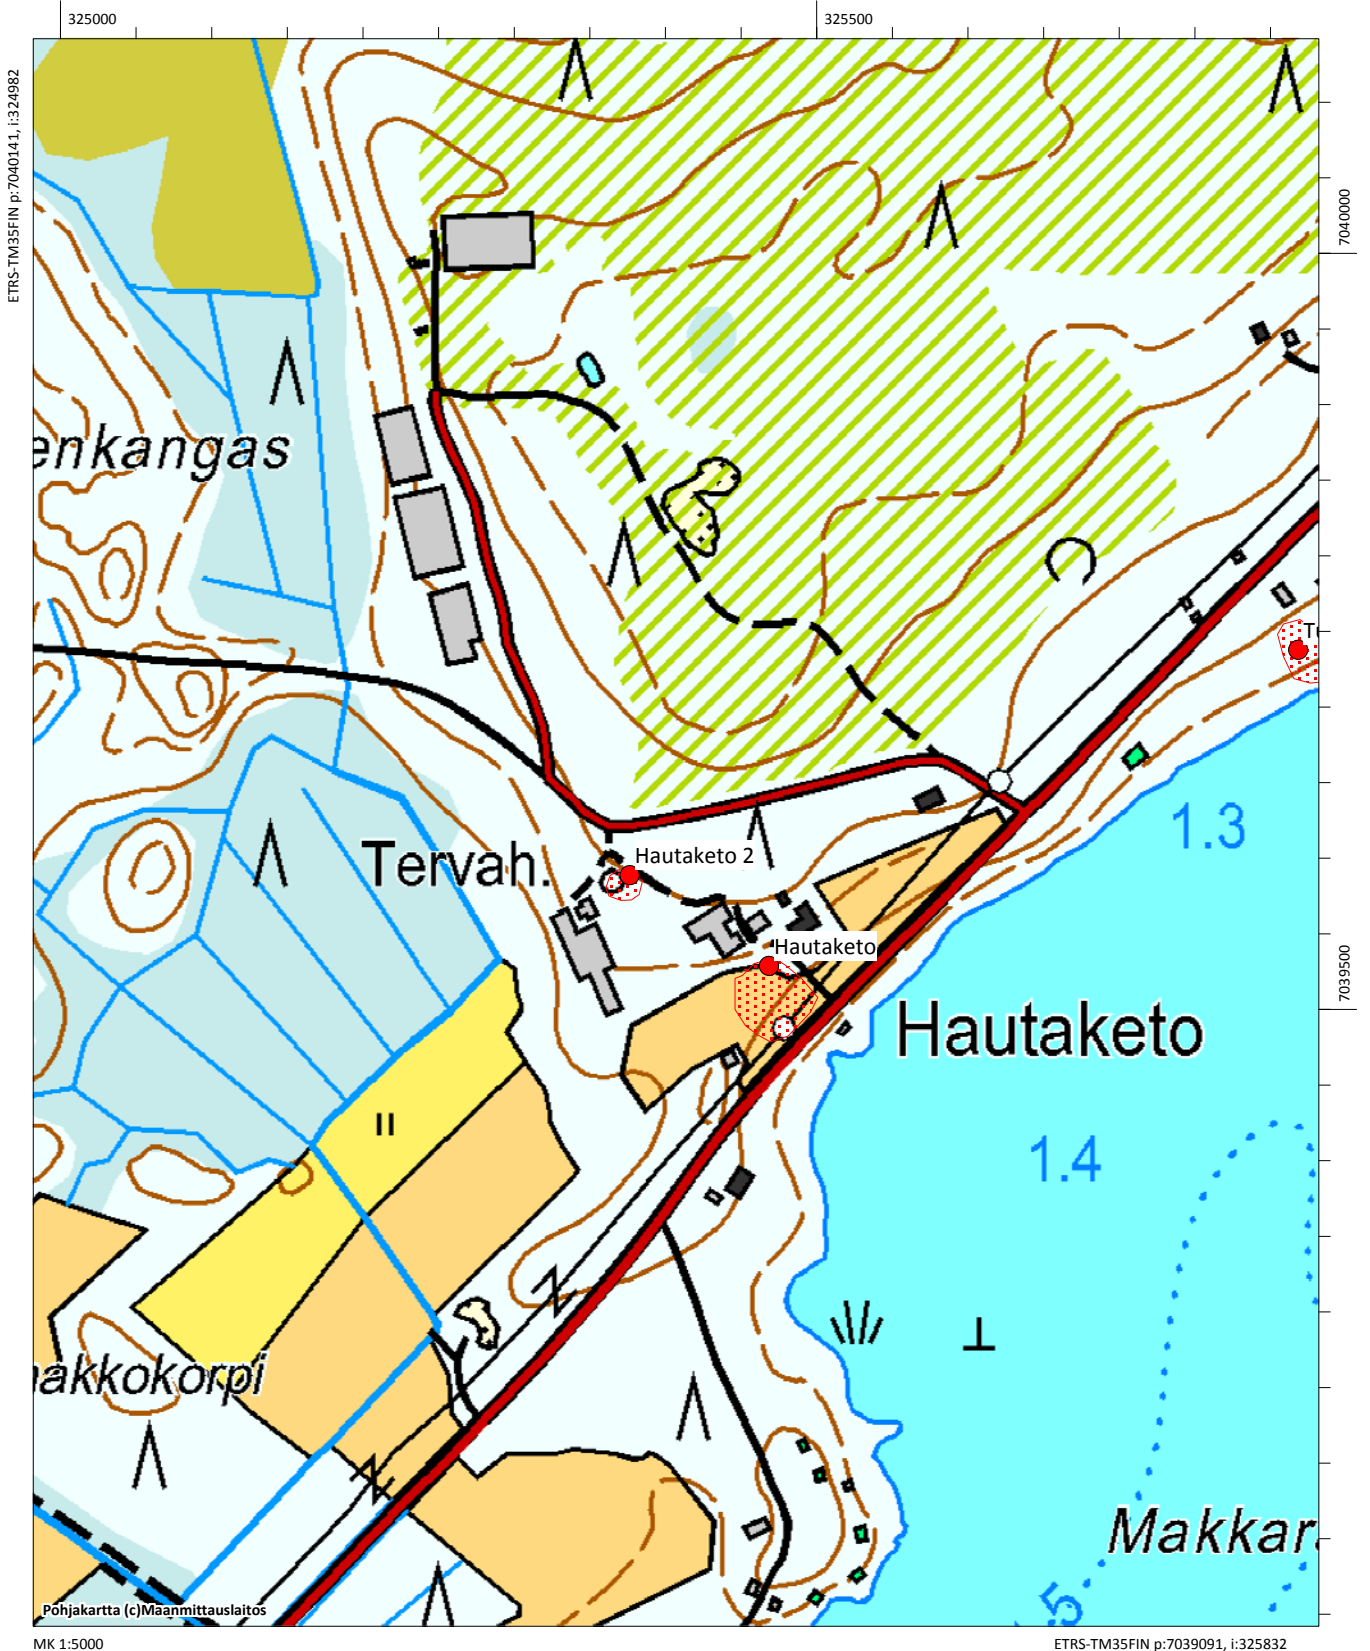 325000
325500
ETRS-TM35FIN p:7040141, i:324982
7040000
enkangas
1.3
Tervah.
Hautaketo 2
Hautaketo
7039500
Hautaketo
1.4
akkokorpi
Makkar
.5
Pohjakartta (c)Maanmittauslaitos
MK 1:5000
ETRS-TM35FIN p:7039091, i:325832